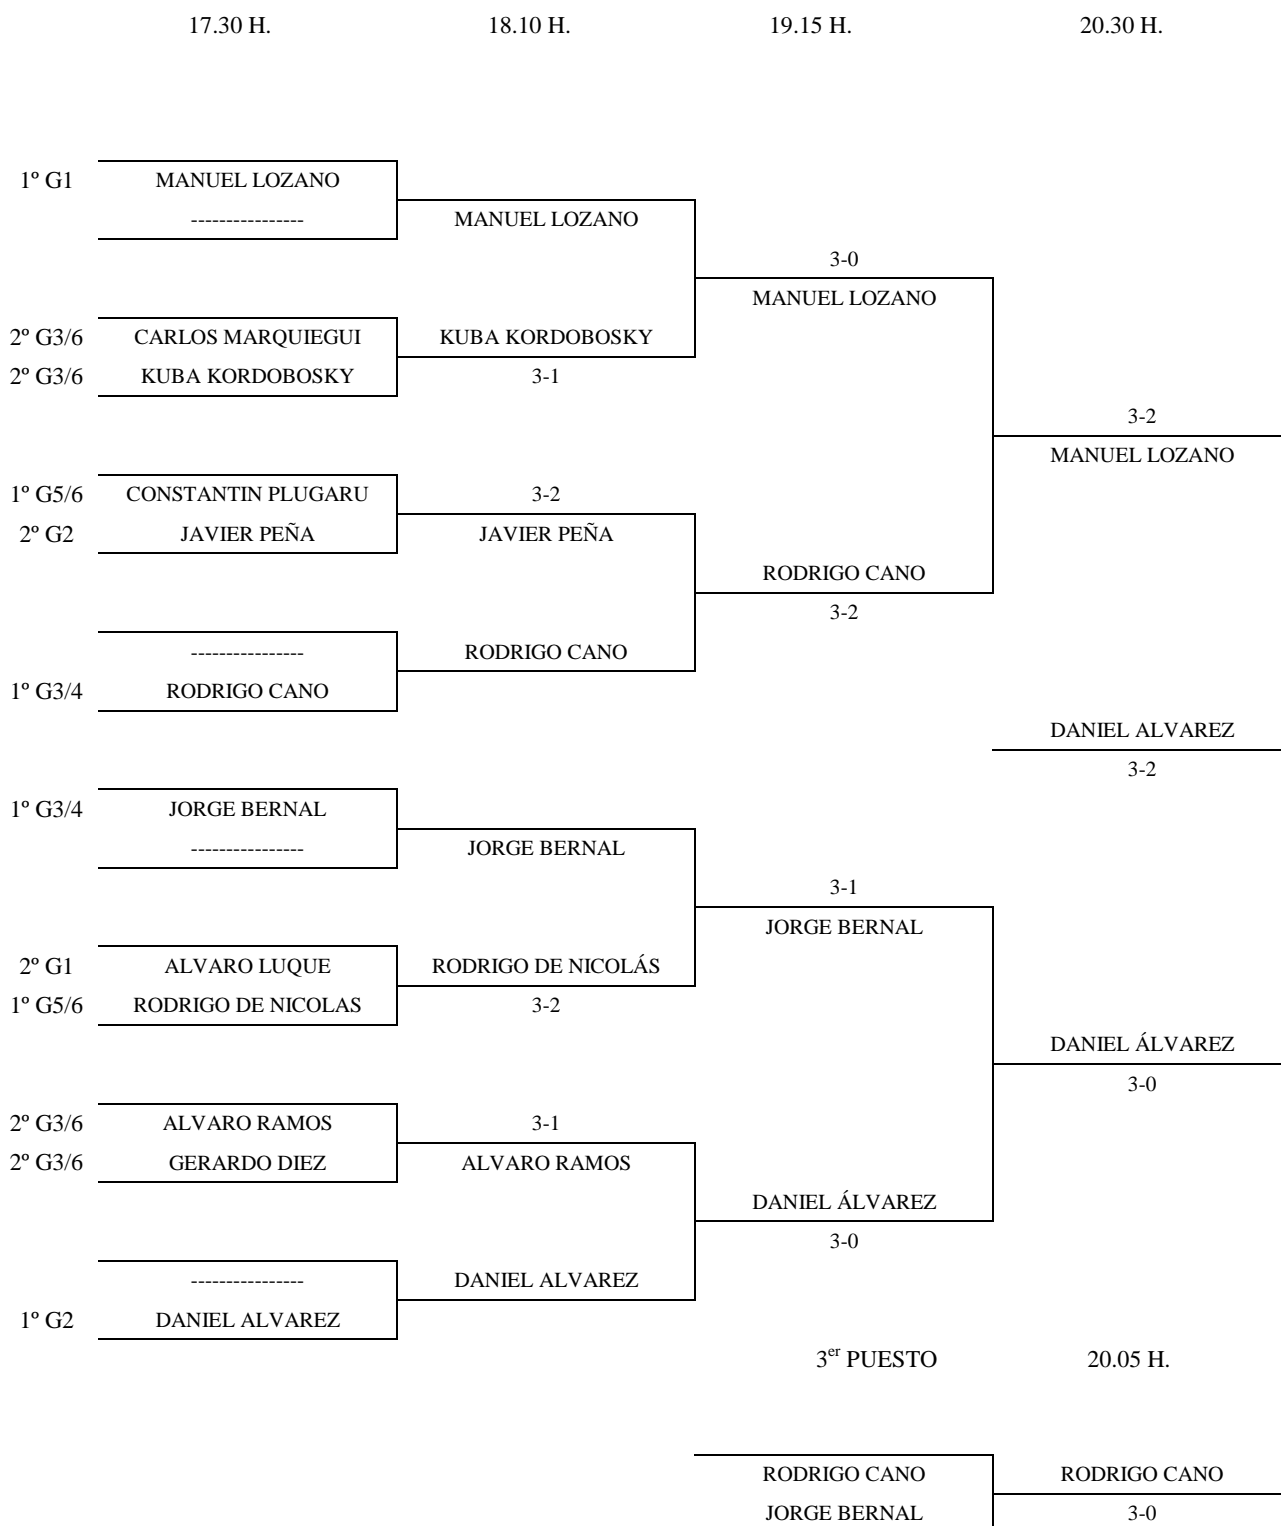 17.30 H. 18.10 H. 19.15 H. 20.30 H.
1º G1 MANUEL LOZANO
---------------- MANUEL LOZANO
3-0
MANUEL LOZANO
2º G3/6 CARLOS MARQUIEGUI KUBA KORDOBOSKY
2º G3/6 KUBA KORDOBOSKY 3-1
3-2
MANUEL LOZANO
1º G5/6 CONSTANTIN PLUGARU 3-2
2º G2 JAVIER PEÑA JAVIER PEÑA
RODRIGO CANO
3-2
---------------- RODRIGO CANO
1º G3/4 RODRIGO CANO
DANIEL ALVAREZ
3-2
1º G3/4 JORGE BERNAL
---------------- JORGE BERNAL
3-1
JORGE BERNAL
2º G1 ALVARO LUQUE RODRIGO DE NICOLÁS
1º G5/6 RODRIGO DE NICOLAS 3-2
DANIEL ÁLVAREZ
3-0
2º G3/6 ALVARO RAMOS 3-1
2º G3/6 GERARDO DIEZ ALVARO RAMOS
DANIEL ÁLVAREZ
3-0
---------------- DANIEL ALVAREZ
1º G2 DANIEL ALVAREZ
3er PUESTO 20.05 H.
RODRIGO CANO RODRIGO CANO
JORGE BERNAL 3-0